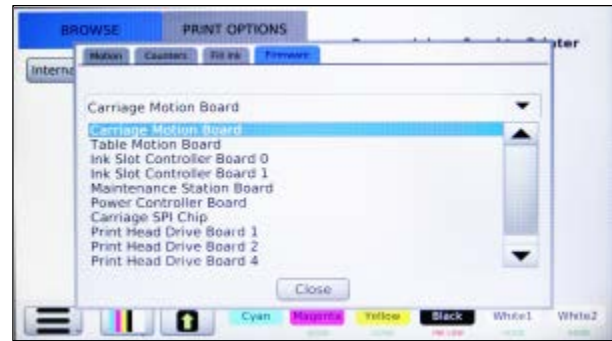 BROWSE PRINT OPTIONS
Motion Counters Fill Ink Firmware
Interna
Carriage Motion Board
Carriage Motion Board
Table Motion Board
Ink Slot Controller Board 0
Ink Slot Controller Board 1
Maintenance Station Board
Power Controller Board
Carriage SPI Chip
Print Head Drive Board 1
Print Head Drive Board 2
Print Head Drive Board 4
Close
Cyan Magenta Yellow Black White1 White2